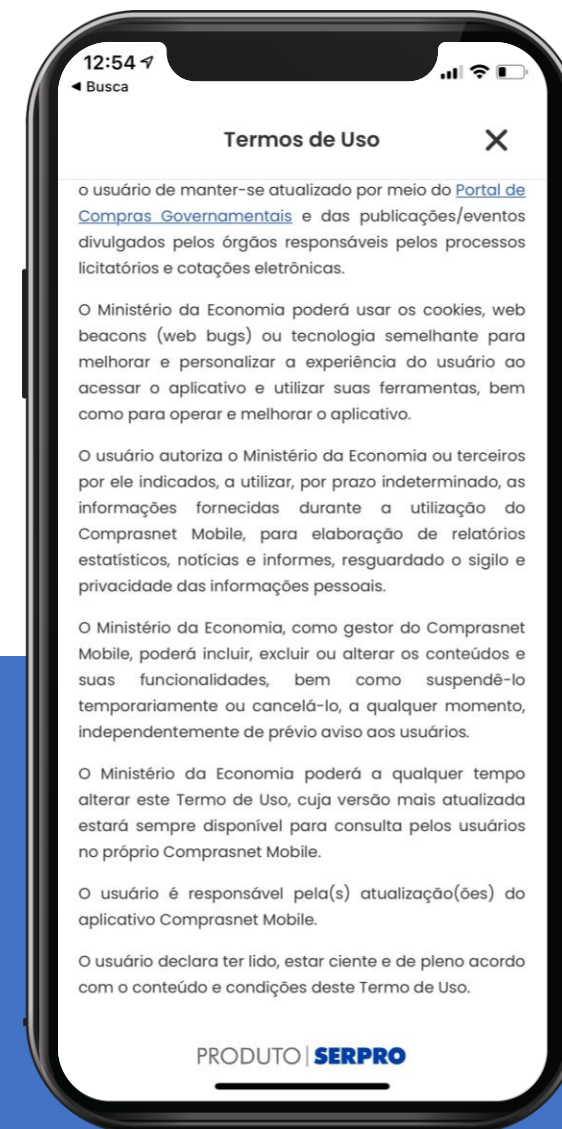 12:54
◄ Busca
Termos de Uso
o usuário de manter-se atualizado por meio do Portal de
Compras Governamentais e das publicações/eventos
divulgados pelos órgãos responsáveis pelos processos
licitatórios e cotações eletrônicas.
O Ministério da Economia poderá usar os cookies, web
beacons (web bugs) ou tecnologia semelhante para
melhorar e personalizar a experiência do usuário ao
acessar o aplicativo e utilizar suas ferramentas, bem
como para operar e melhorar o aplicativo.
O usuário autoriza o Ministério da Economia ou terceiros
por ele indicados, a utilizar, por prazo indeterminado, as
informações fornecidas durante a utilização do
Comprasnet Mobile, para elaboração de relatórios
estatísticos, notícias e informes, resguardado o sigilo e
privacidade das informações pessoais.
O Ministério da Economia, como gestor do Comprasnet
Mobile, poderá incluir, excluir ou alterar os conteúdos e
suas funcionalidades, bem como suspendê-lo
temporariamente ou cancelá-lo, a qualquer momento,
independentemente de prévio aviso aos usuários.
O Ministério da Economia poderá a qualquer tempo
alterar este Termo de Uso, cuja versão mais atualizada
estará sempre disponível para consulta pelos usuários
no próprio Comprasnet Mobile.
O usuário é responsável pela(s) atualização(ões) do
aplicativo Comprasnet Mobile.
O usuário declara ter lido, estar ciente e de pleno acordo
com o conteúdo e condições deste Termo de Uso.
PRODUTO | SERPRO